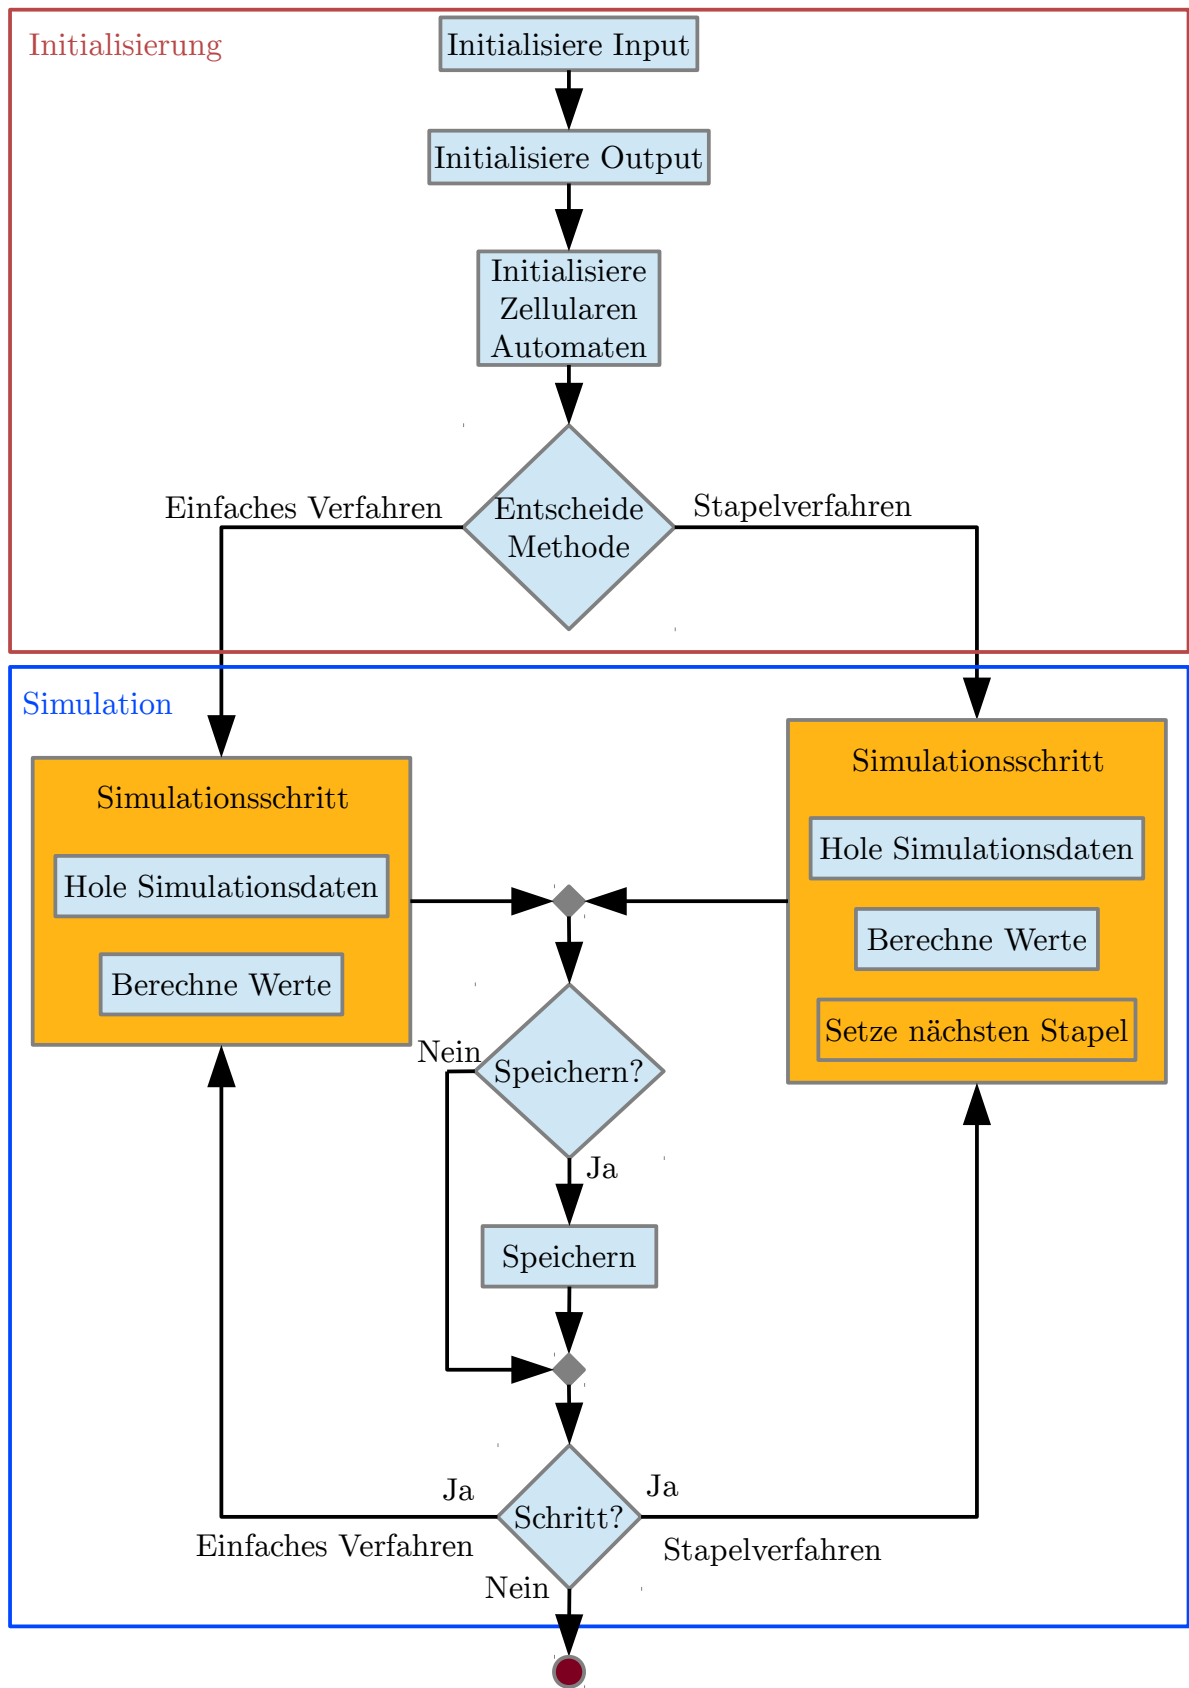 Initialisierung
Initialisiere Input
Initialisiere Output
Initialisiere
Zellularen
Automaten
Einfaches Verfahren
Entscheide
Methode
Stapelverfahren
Simulation
Simulationsschritt
Hole Simulationsdaten
Berechne Werte
Simulationsschritt
Hole Simulationsdaten
Berechne Werte
Setze nächsten Stapel
Nein
Speichern?
Ja
Speichern
Ja
Schritt?
Ja
Einfaches Verfahren
Stapelverfahren
Nein